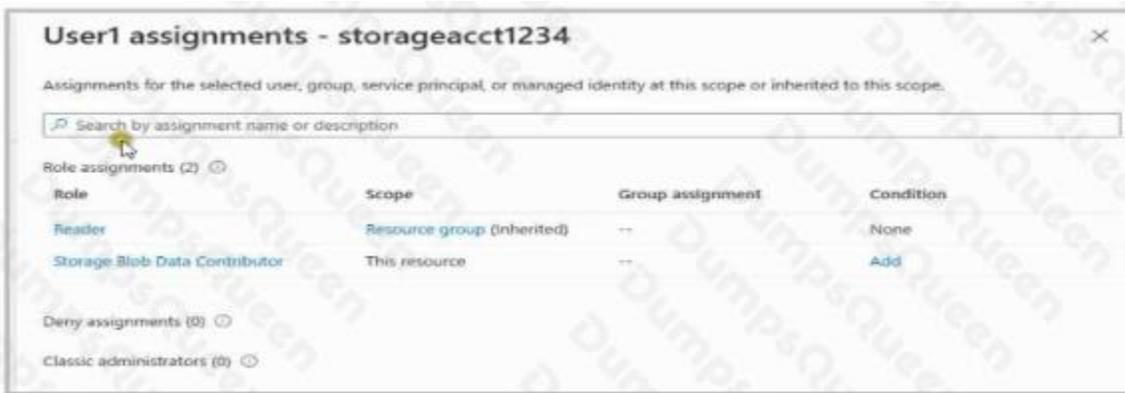 User1 assignments - storageacct1234
Assignments for the selected user, group, service principal, or managed identity at this scope or inherited to this scope.
Search by assignment name or description
Role assignments (2)
Role Scope Group assignment Condition
Reader Resource group (Inherited) -- None
Storage Blob Data Contributor This resource -- Add
Deny assignments (0)
Classic administrators (0)
DumpsQueen